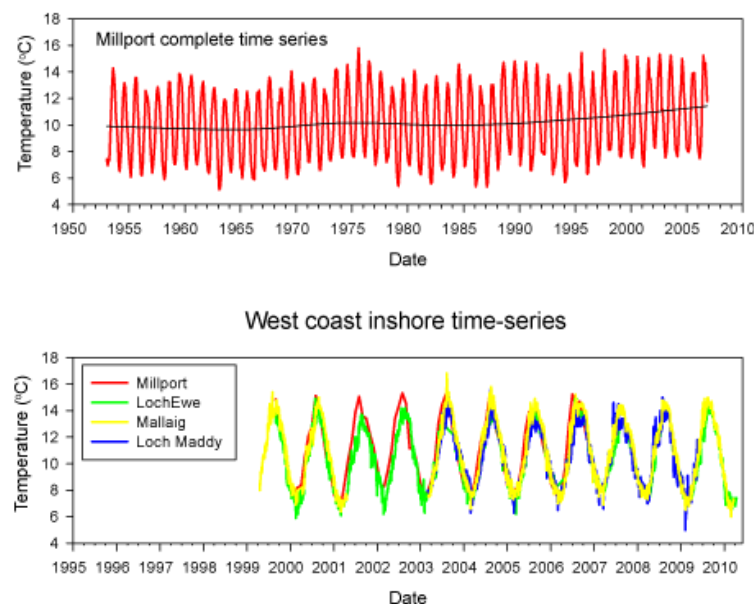 Millport complete time series
Temperature (°C)
18
16
14
12
10
8
6
4
1950 1955 1960 1965 1970 1975 1980 1985 1990 1995 2000 2005 2010
Date
West coast inshore time-series
Temperature (°C)
18
16
14
12
10
8
6
4
Millport
LochEwe
Mallaig
Loch Maddy
1995 1996 1997 1998 1999 2000 2001 2002 2003 2004 2005 2006 2007 2008 2009 2010
Date